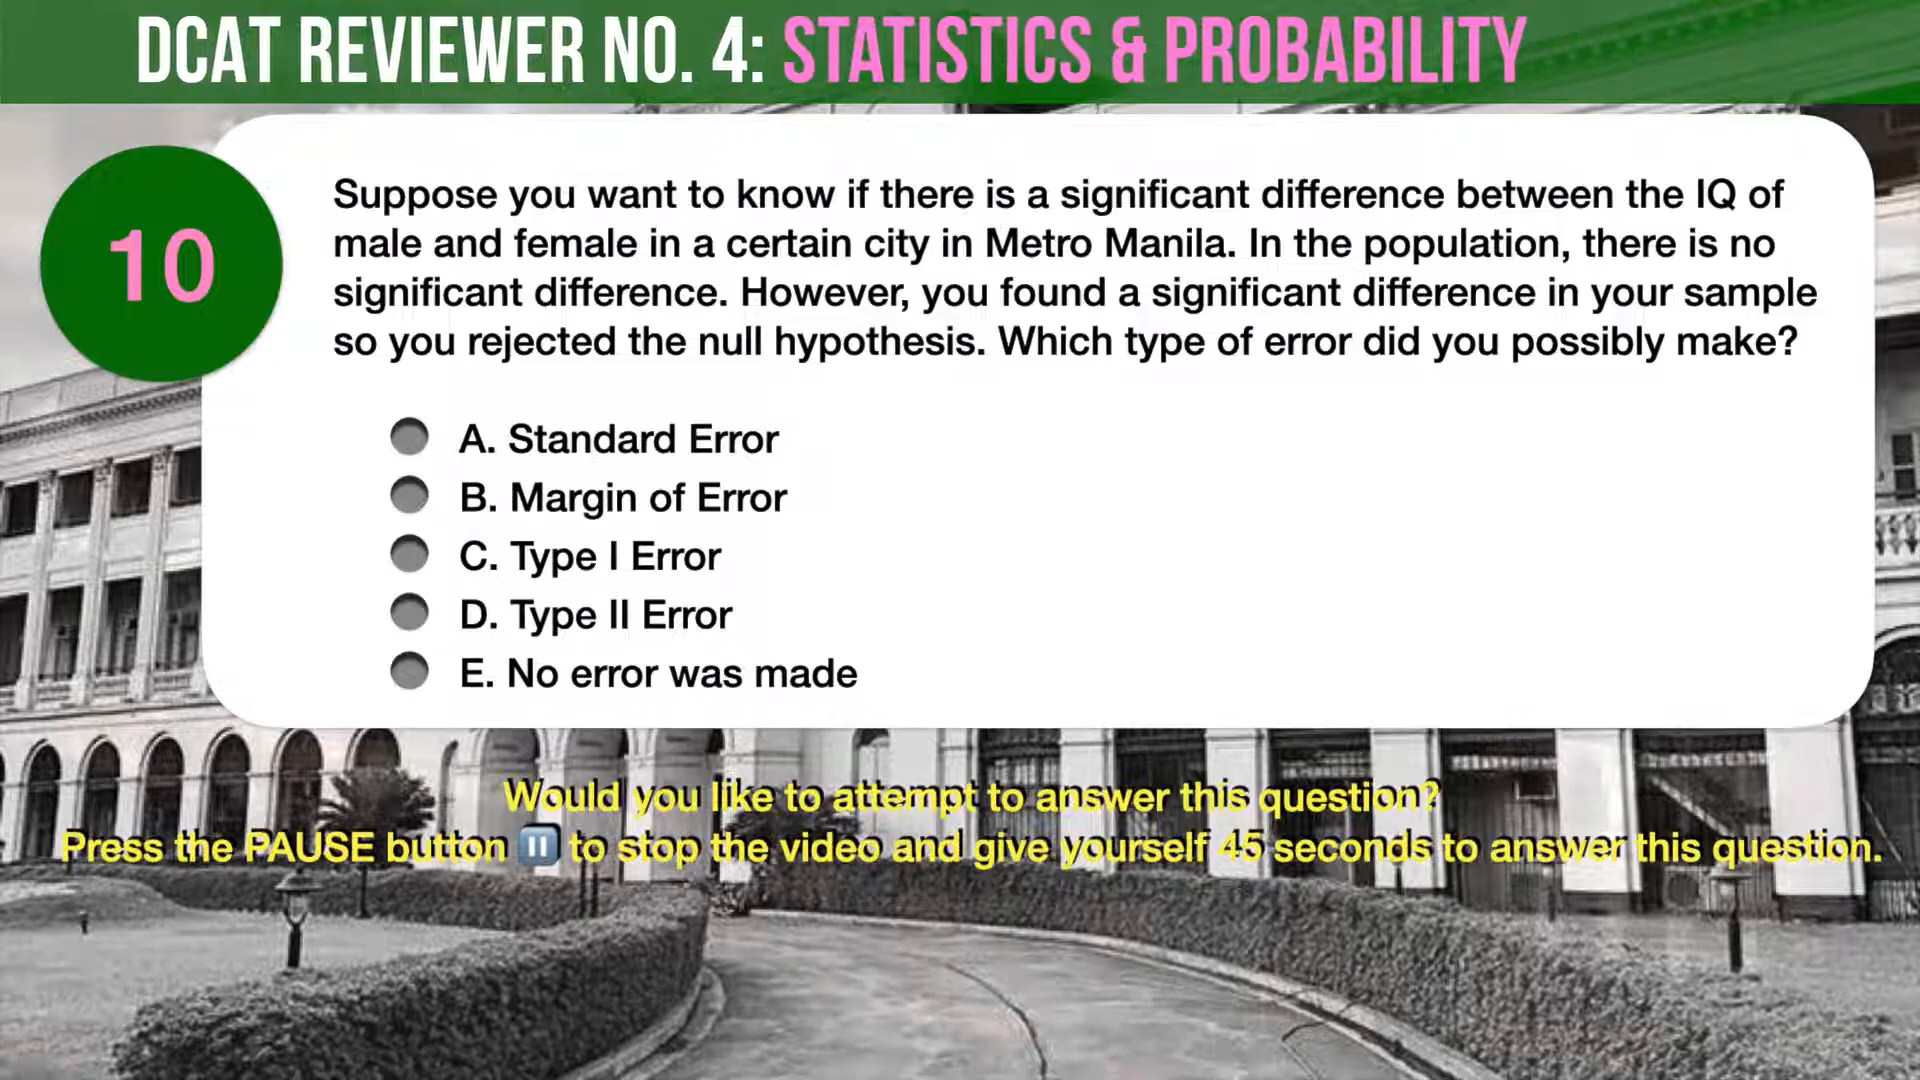 DCAT REVIEWER NO. 4: STATISTICS & PROBABILITY
10
Suppose you want to know if there is a significant difference between the IQ of
male and female in a certain city in Metro Manila. In the population, there is no
significant difference. However, you found a significant difference in your sample
so you rejected the null hypothesis. Which type of error did you possibly make?
A. Standard Error
B. Margin of Error
C. Type I Error
D. Type II Error
E. No error was made
Would you like to attempt to answer this question?
Press the PAUSE button ⏸️ to stop the video and give yourself 45 seconds to answer this question.